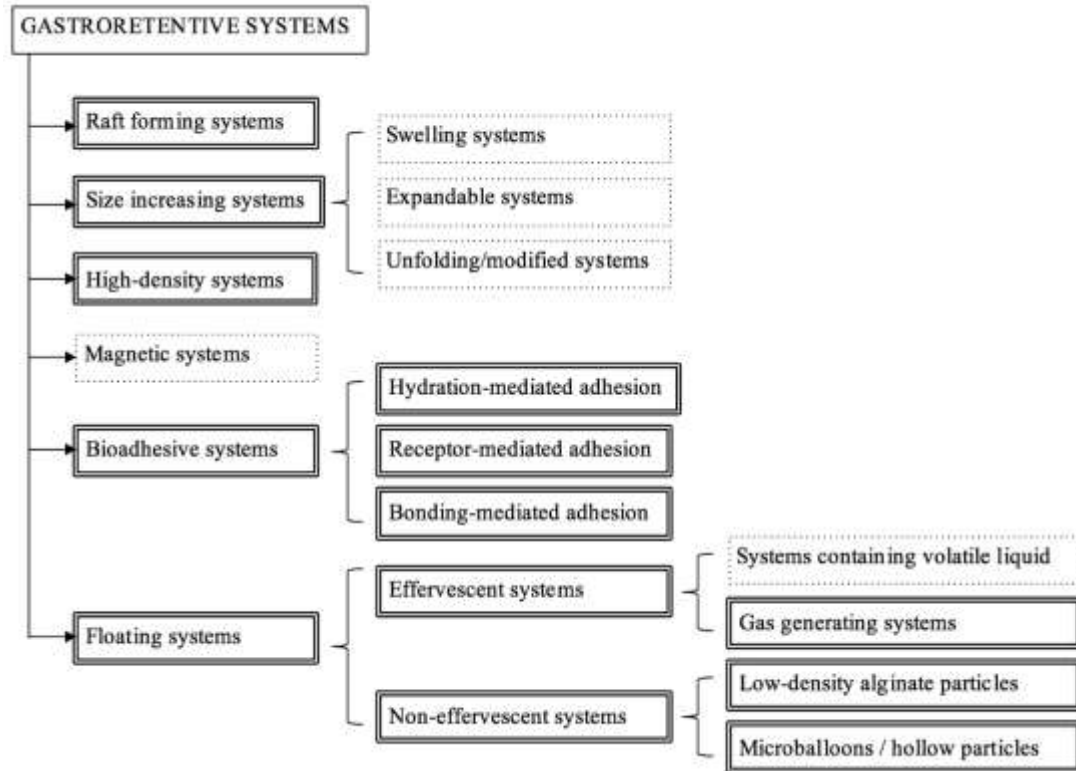 GASTRORETENTIVE SYSTEMS
Raft forming systems
Swelling systems
Size increasing systems
Expandable systems
Unfolding/modified systems
High-density systems
Magnetic systems
Hydration-mediated adhesion
Bioadhesive systems
Receptor-mediated adhesion
Bonding-mediated adhesion
Systems containing volatile liquid
Effervescent systems
Gas generating systems
Floating systems
Low-density alginate particles
Non-effervescent systems
Microballoons / hollow particles